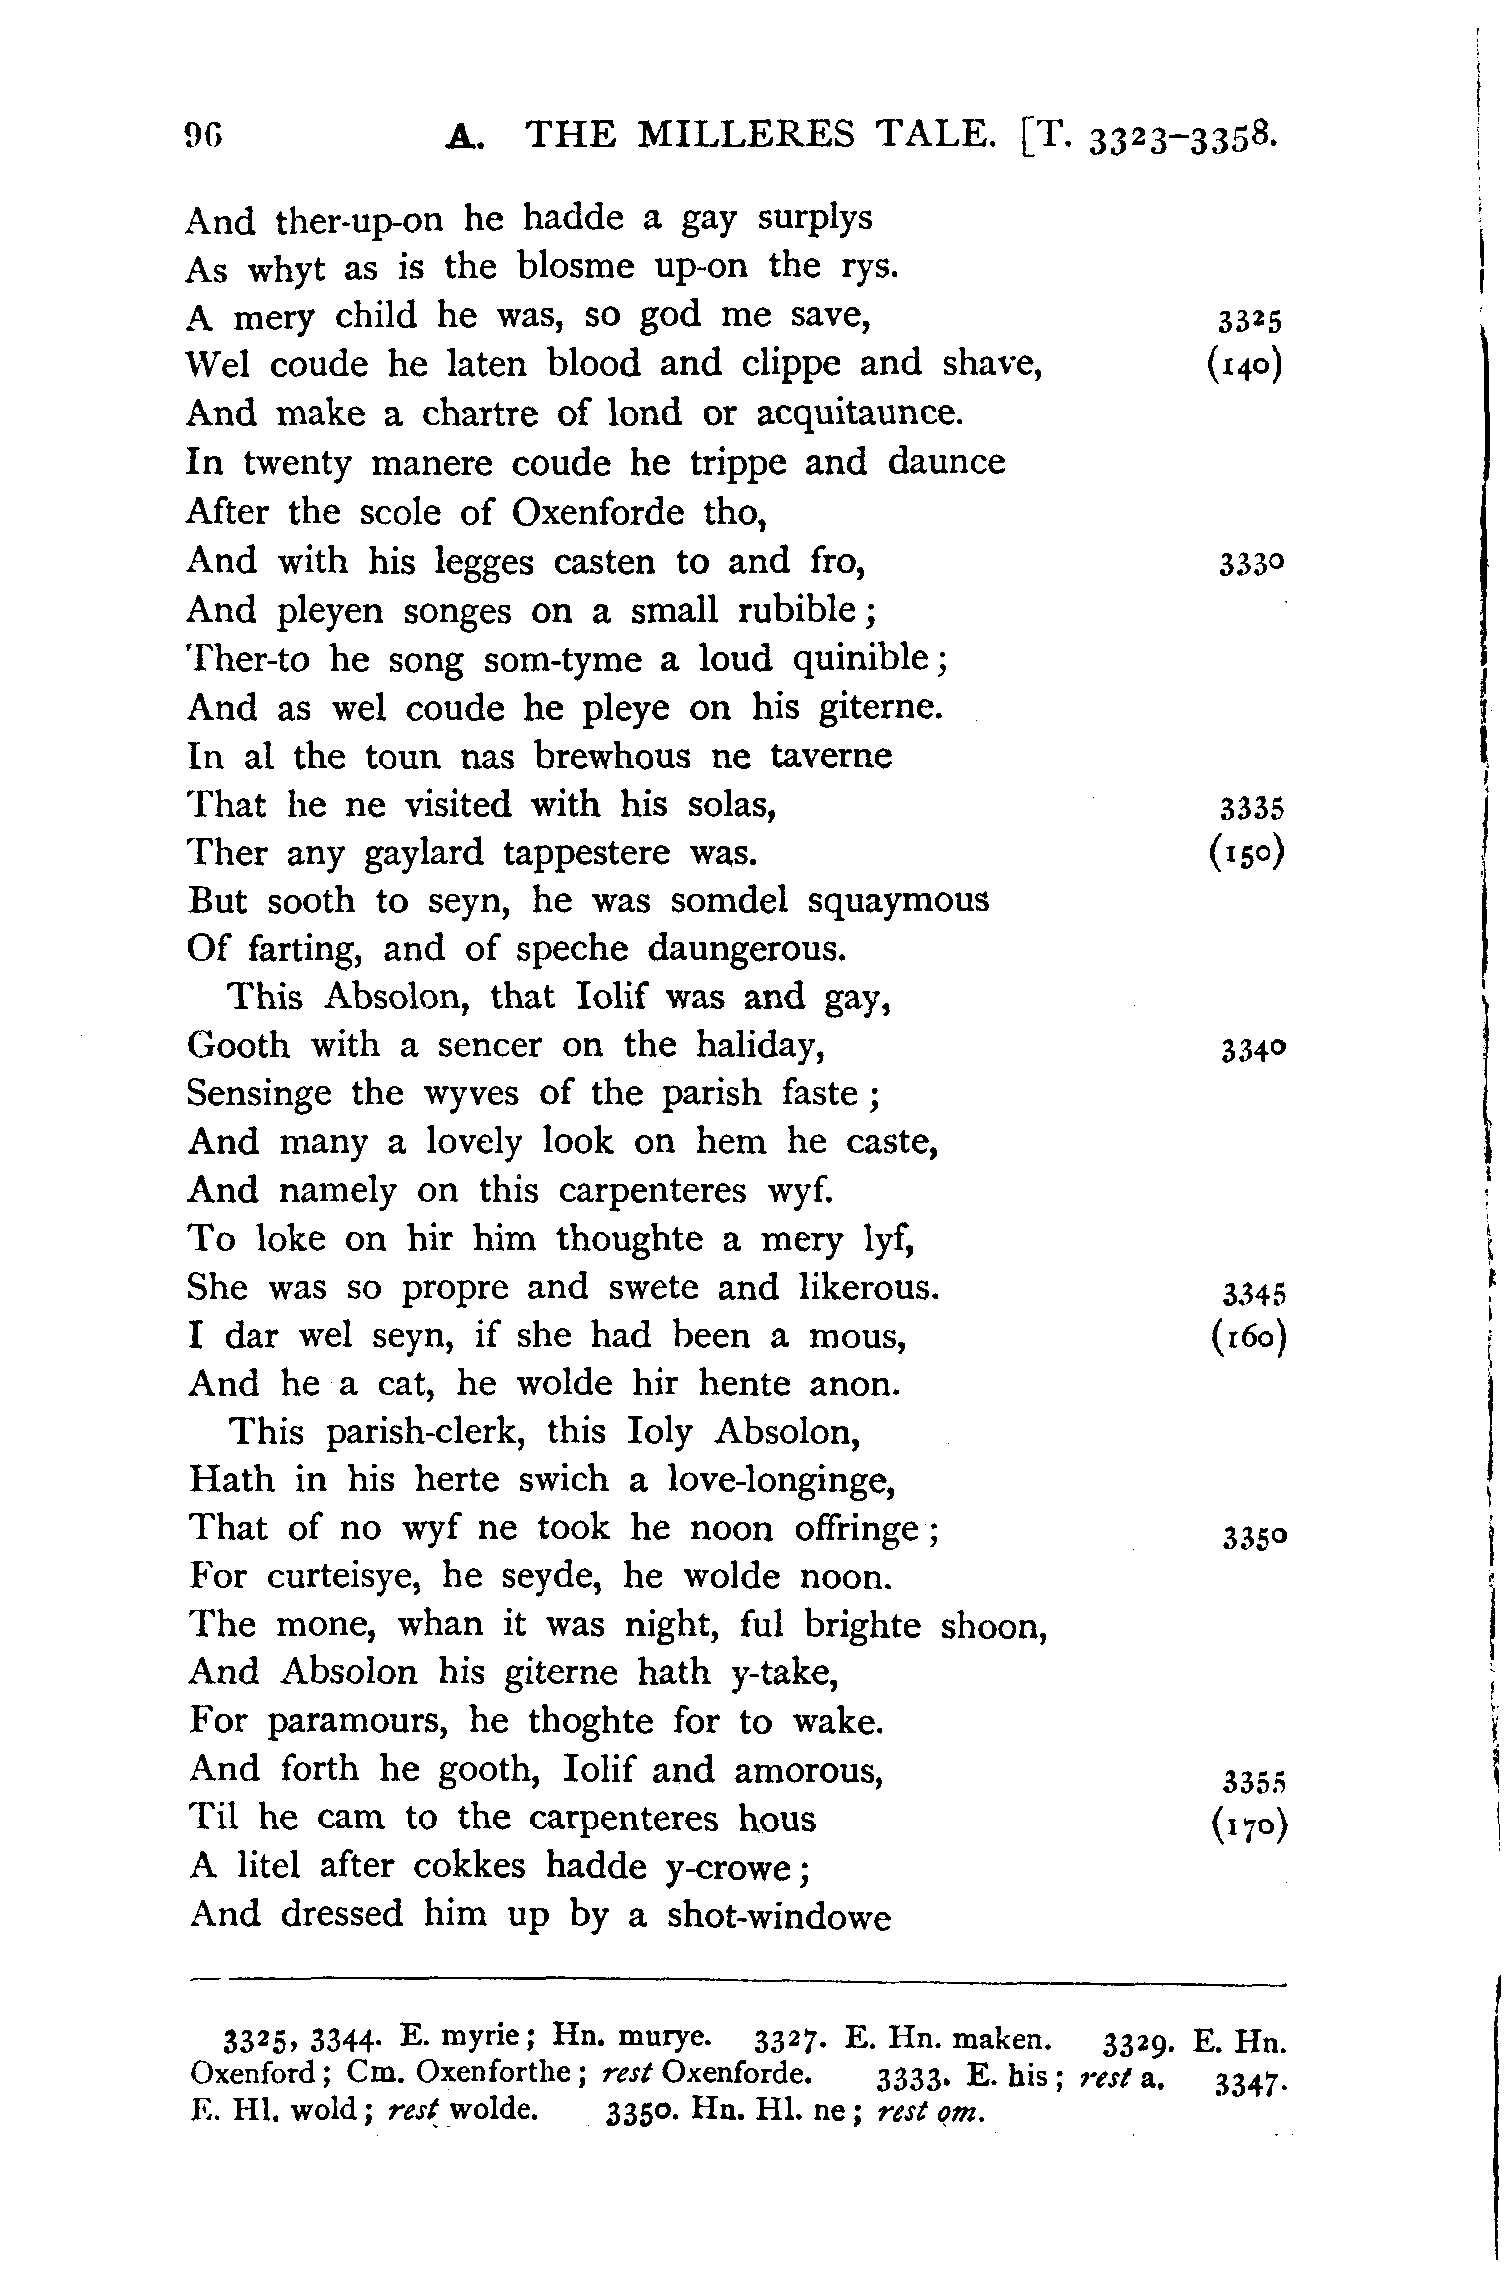 96 A. THE MILLERES TALE. [T. 3323-3358.
And ther-up-on he hadde a gay surplys
As whyt as is the blosme up-on the rys.
A mery child he was, so god me save, 3325
Wel coude he laten blood and clippe and shave, (140)
And make a chartre of lond or acquitaunce.
In twenty manere coude he trippe and daunce
After the scole of Oxenforde tho,
And with his legges casten to and fro, 3330
And pleyen songes on a small rubible ;
Ther-to he song som-tyme a loud quinible ;
And as wel coude he pleye on his giterne.
In al the toun nas brewhous ne taverne
That he ne visited with his solas, 3335
Ther any gaylard tappestere was. (150)
But sooth to seyn, he was somdel squaymous
Of farting, and of speche daungerous.
This Absolon, that Iolif was and gay,
Gooth with a sencer on the haliday, 3340
Sensinge the wyves of the parish faste ;
And many a lovely look on hem he caste,
And namely on this carpenteres wyf.
To loke on hir him thoughte a mery lyf,
She was so propre and swete and likerous. 3345
I dar wel seyn, if she had been a mous, (160)
And he a cat, he wolde hir hente anon.
This parish-clerk, this Ioly Absolon,
Hath in his herte swich a love-longinge,
That of no wyf ne took he noon offringe ; 3350
For curteisye, he seyde, he wolde noon.
The mone, whan it was night, ful brighte shoon,
And Absolon his giterne hath y-take,
For paramours, he thoghte for to wake.
And forth he gooth, Iolif and amorous, 3355
Til he cam to the carpenteres hous (170)
A litel after cokkes hadde y-crowe ;
And dressed him up by a shot-windowe
3325, 3344. E. myrie; Hn. murye. 3327. E. Hn. maken. 3329. E. Hn.
Oxenford; Cm. Oxenforthe; rest Oxenforde. 3333. E. his; rest a. 3347.
E. Hl. wold; rest wolde. 3350. Hn. Hl. ne; rest om.